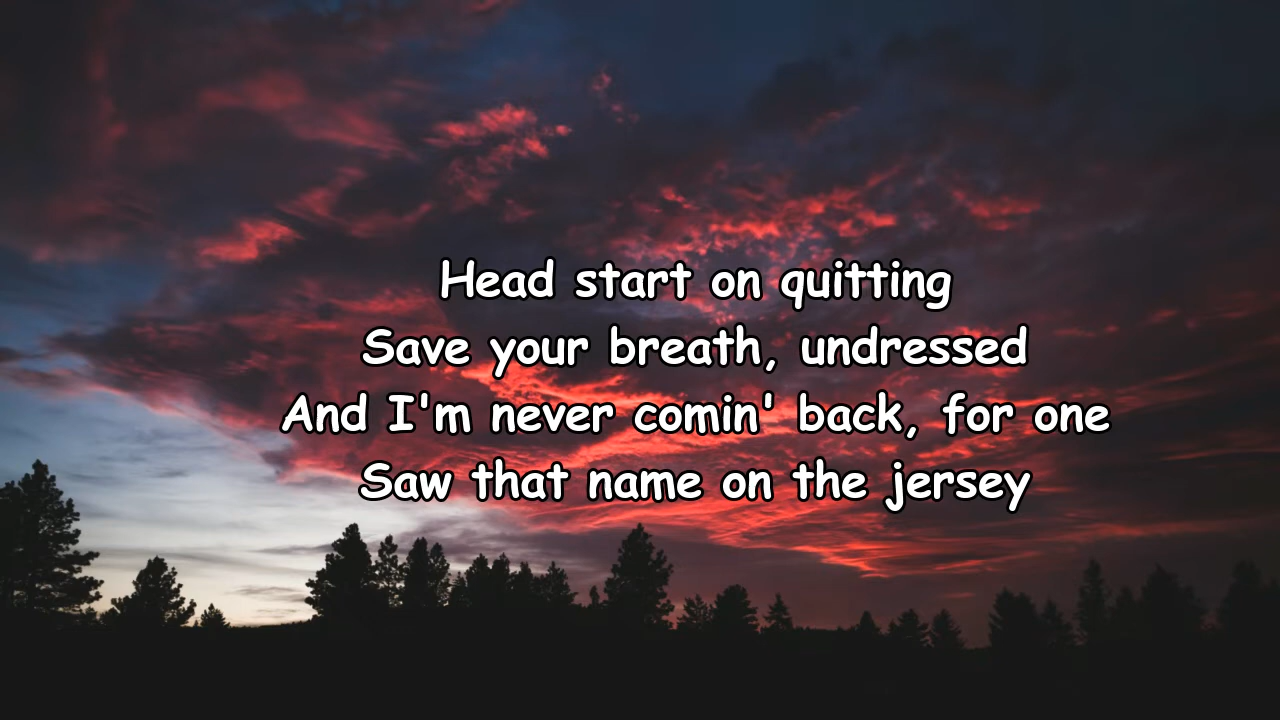 Head start on quitting
Save your breath, undressed
And I'm never comin' back, for one
Saw that name on the jersey